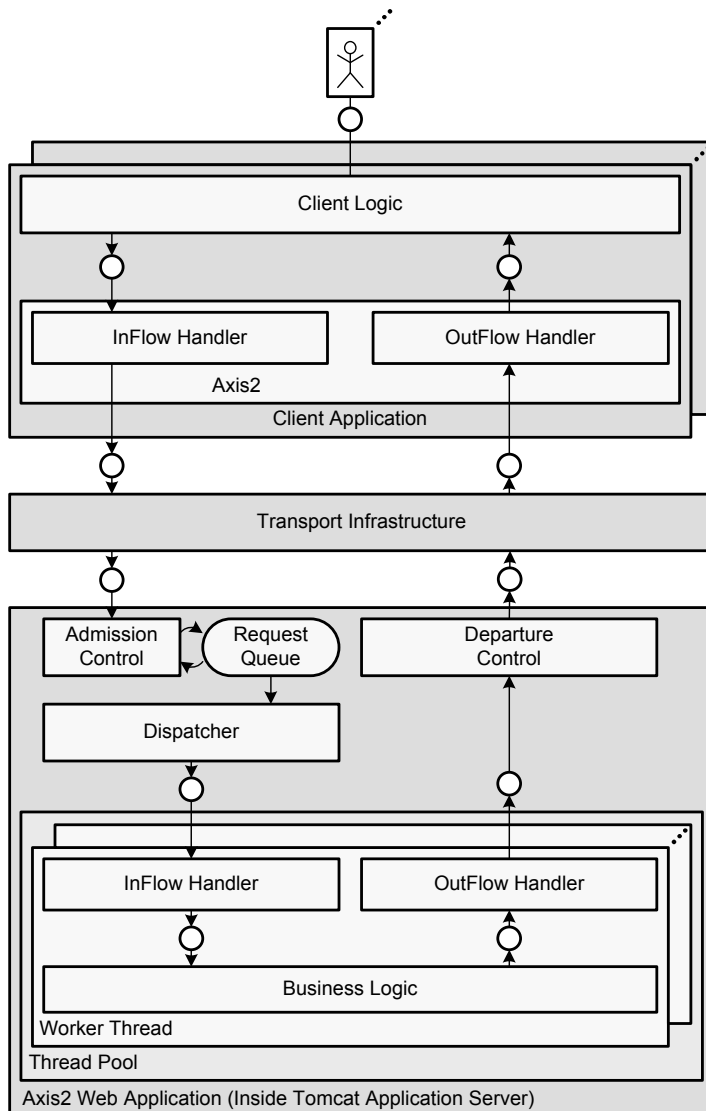 Client Logic
InFlow Handler
OutFlow Handler
Axis2
Client Application
Transport Infrastructure
Admission
Control
Request
Queue
Departure
Control
Dispatcher
InFlow Handler
OutFlow Handler
Business Logic
Worker Thread
Thread Pool
Axis2 Web Application (Inside Tomcat Application Server)